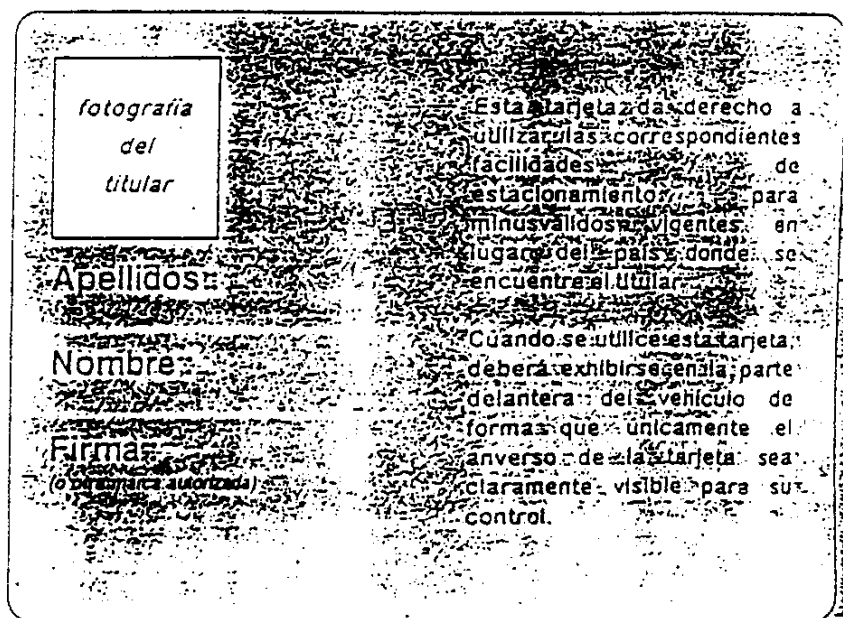 fotografía
del
titular
Apellidos:
Nombre:
Firma:
(o otra marca autorizada)
Esta tarjeta da derecho a
utilizar las correspondientes
facilidades de
estacionamiento para
minusválidos vigentes en
lugar del país donde se
encuentre el titular.
Cuando se utilice esta tarjeta,
deberá exhibirse en la parte
delantera del vehículo de
forma que únicamente el
anverso de la tarjeta sea
claramente visible para su
control.